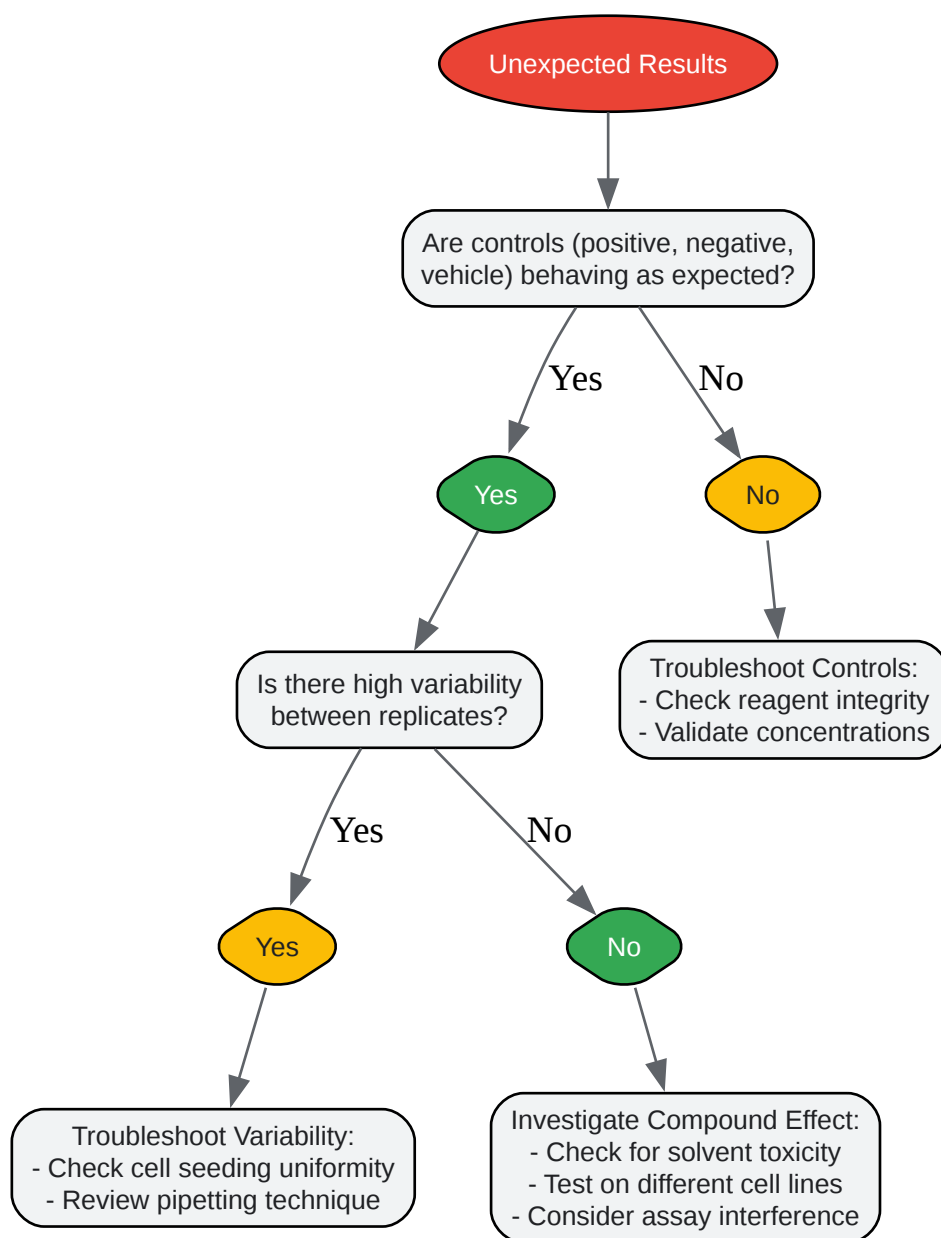 Unexpected Results
Are controls (positive, negative,
vehicle) behaving as expected?
Yes
No
Yes
No
Is there high variability
between replicates?
Troubleshoot Controls:
- Check reagent integrity
- Validate concentrations
Yes
No
Yes
No
Troubleshoot Variability:
- Check cell seeding uniformity
- Review pipetting technique
Investigate Compound Effect:
- Check for solvent toxicity
- Test on different cell lines
- Consider assay interference